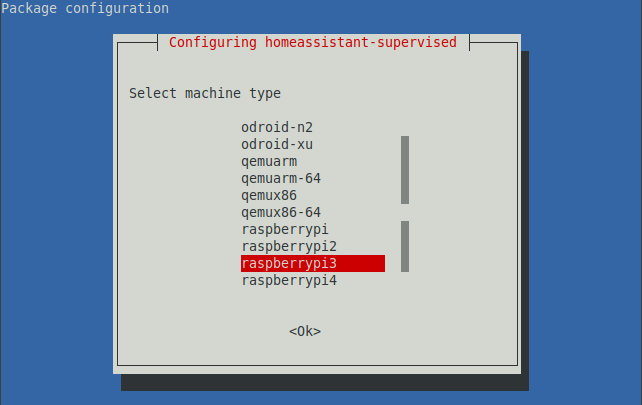 Package configuration
Configuring homeassistant-supervised
Select machine type
odroid-n2
odroid-xu
qemuarm
qemuarm-64
qemux86
qemux86-64
raspberrypi
raspberrypi2
raspberrypi3
raspberrypi4
<Ok>